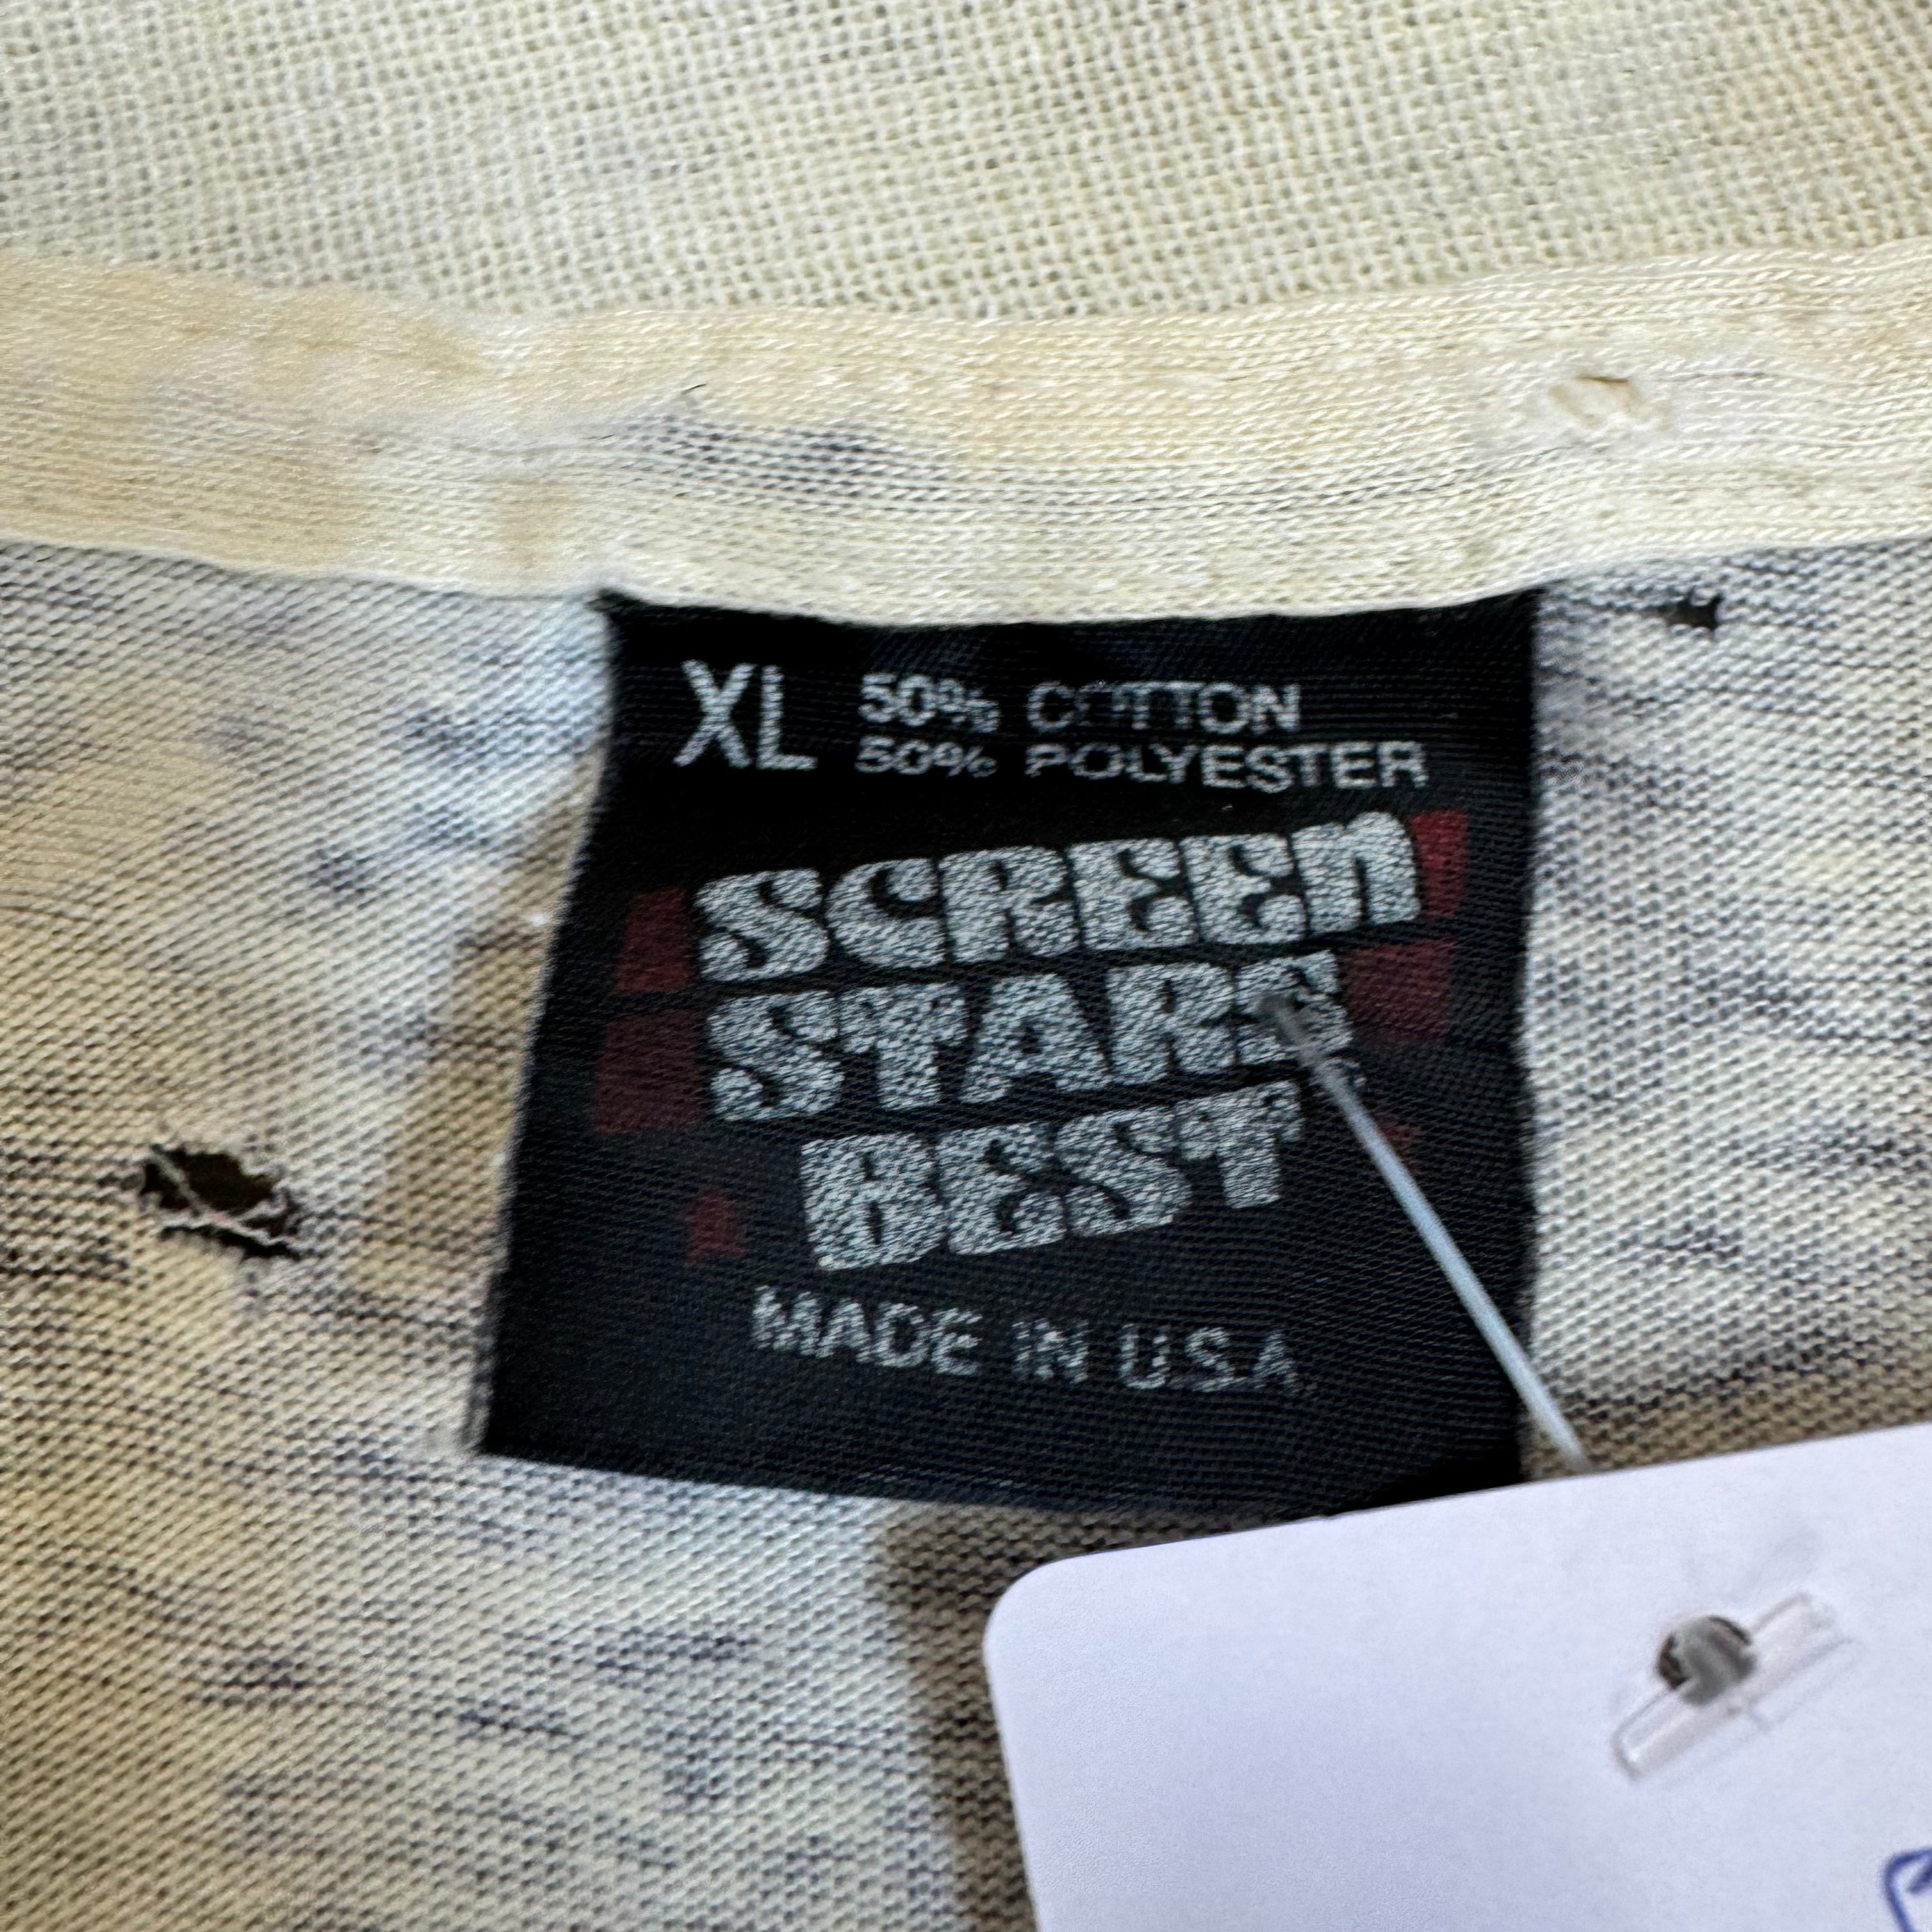 XL 50% COTTON
50% POLYESTER
SCREEN
STARS
BEST
MADE IN U.S.A.